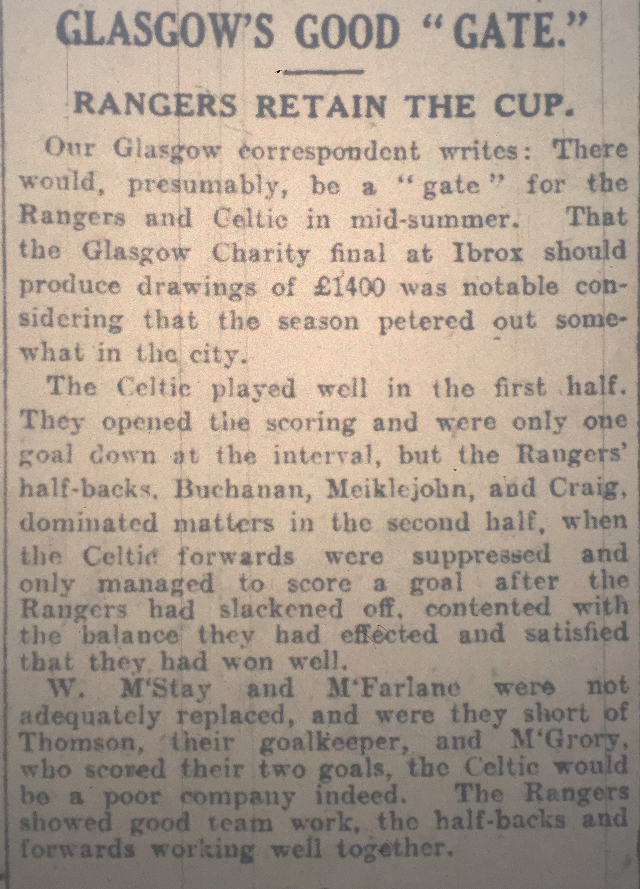 GLASGOW'S GOOD "GATE."
RANGERS RETAIN THE CUP.
Our Glasgow correspondent writes: There
would, presumably, be a "gate" for the
Rangers and Celtic in mid-summer. That
the Glasgow Charity final at Ibrox should
produce drawings of £1400 was notable con-
sidering that the season petered out some-
what in the city.
The Celtic played well in the first half.
They opened the scoring and were only one
goal down at the interval, but the Rangers'
half-backs, Buchanan, Meiklejohn, and Craig,
dominated matters in the second half, when
the Celtic forwards were suppressed and
only managed to score a goal after the
Rangers had slackened off, contented with
the balance they had effected and satisfied
that they had won well.
W. M'Stay and M'Farlane were not
adequately replaced, and were they short of
Thomson, their goalkeeper, and M'Grory,
who scored their two goals, the Celtic would
be a poor company indeed. The Rangers
showed good team work, the half-backs and
forwards working well together.